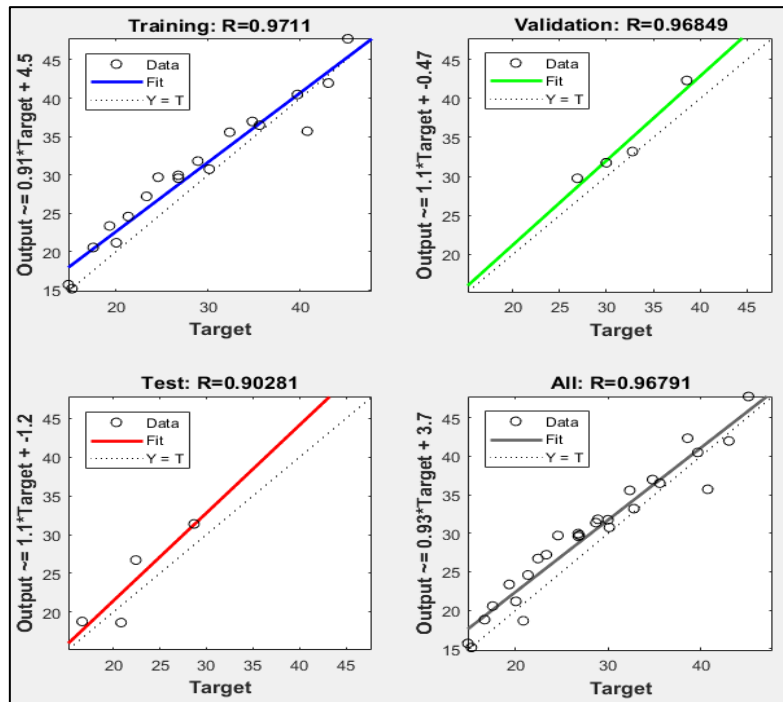 Training: R=0.9711
Output ~= 0.91*Target + 4.5
45
40
35
30
25
20
15
Data
Fit
Y = T
20
30
40
Target
Validation: R=0.96849
Output ~= 1.1*Target + -0.47
45
40
35
30
25
20
Data
Fit
Y = T
20
25
30
35
40
45
Target
Test: R=0.90281
Output ~= 1.1*Target + -1.2
45
40
35
30
25
20
Data
Fit
Y = T
20
25
30
35
40
45
Target
All: R=0.96791
Output ~= 0.93*Target + 3.7
45
40
35
30
25
20
15
Data
Fit
Y = T
20
30
40
Target